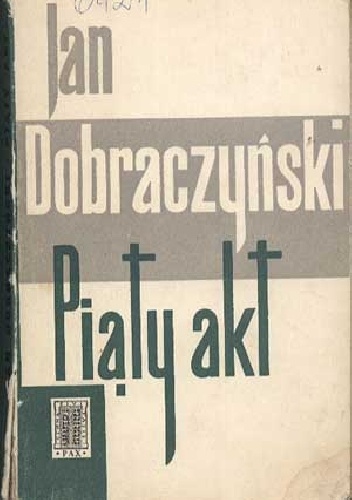 Jan
Dobraczyński
Piąty akt
PAX